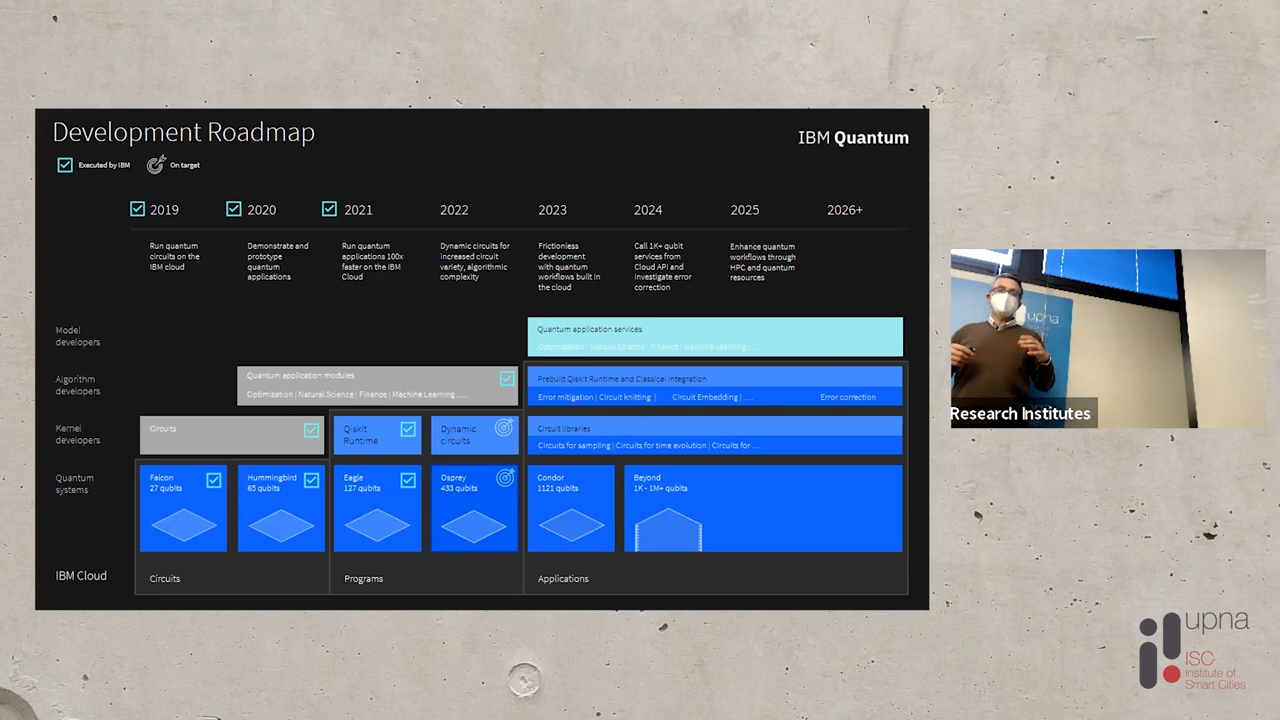 Development Roadmap
IBM Quantum
Executed by IBM
On target
2019
2020
2021
2022
2023
2024
2025
2026+
Run quantum
circuits on the
IBM cloud
Demonstrate and
prototype
quantum
applications
Run quantum
applications 100x
faster on the IBM
Cloud
Dynamic circuits for
increased circuit
variety, algorithmic
complexity
Frictionless
development
with quantum
workflows built in
the cloud
Call 1K+ qubit
services from
Cloud API and
investigate error
correction
Enhance quantum
workflows through
HPC and quantum
resources
Model
developers
Quantum application services
Optimization | Natural Science | Finance | Machine Learning ...
Algorithm
developers
Quantum application modules
Optimization | Natural Science | Finance | Machine Learning ....
Prebuilt Qiskit Runtime and Classical integration
Error mitigation | Circuit knitting | Circuit Embedding | .... Error correction
Kernel
developers
Circuits
Qiskit
Runtime
Dynamic
circuits
Circuit libraries
Circuits for sampling | Circuits for time evolution | Circuits for ...
Quantum
systems
Falcon
27 qubits
Hummingbird
65 qubits
Eagle
127 qubits
Osprey
433 qubits
Condor
1121 qubits
Beyond
1K - 1M+ qubits
IBM Cloud
Circuits
Programs
Applications
upna
Research Institutes
upna
ISC
Institute of
Smart Cities